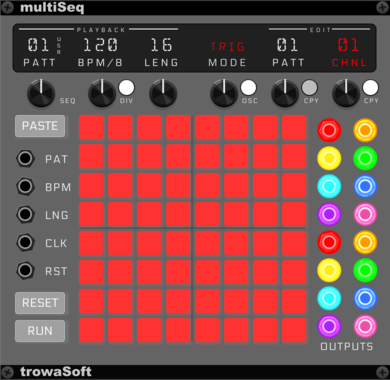 multiSeq
PLAYBACK EDIT
01 USR 120 16 TRIG 01 01
PATT BPM/8 LENG MODE PATT CHNL
SEQ DIV OSC CPY CPY
PASTE
PAT
BPM
LNG
CLK
RST
RESET
RUN
OUTPUTS
trowaSoft